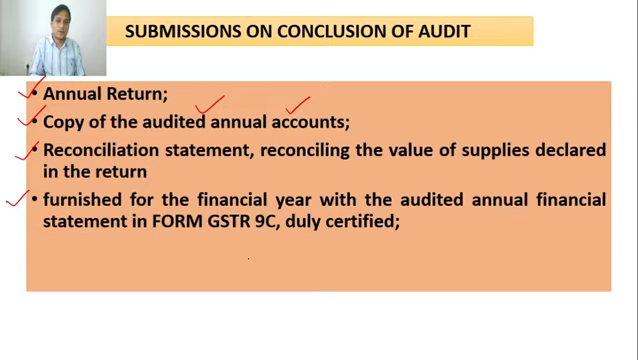 SUBMISSIONS ON CONCLUSION OF AUDIT
• Annual Return;
• Copy of the audited annual accounts;
• Reconciliation statement, reconciling the value of supplies declared
in the return
• furnished for the financial year with the audited annual financial
statement in FORM GSTR 9C, duly certified;